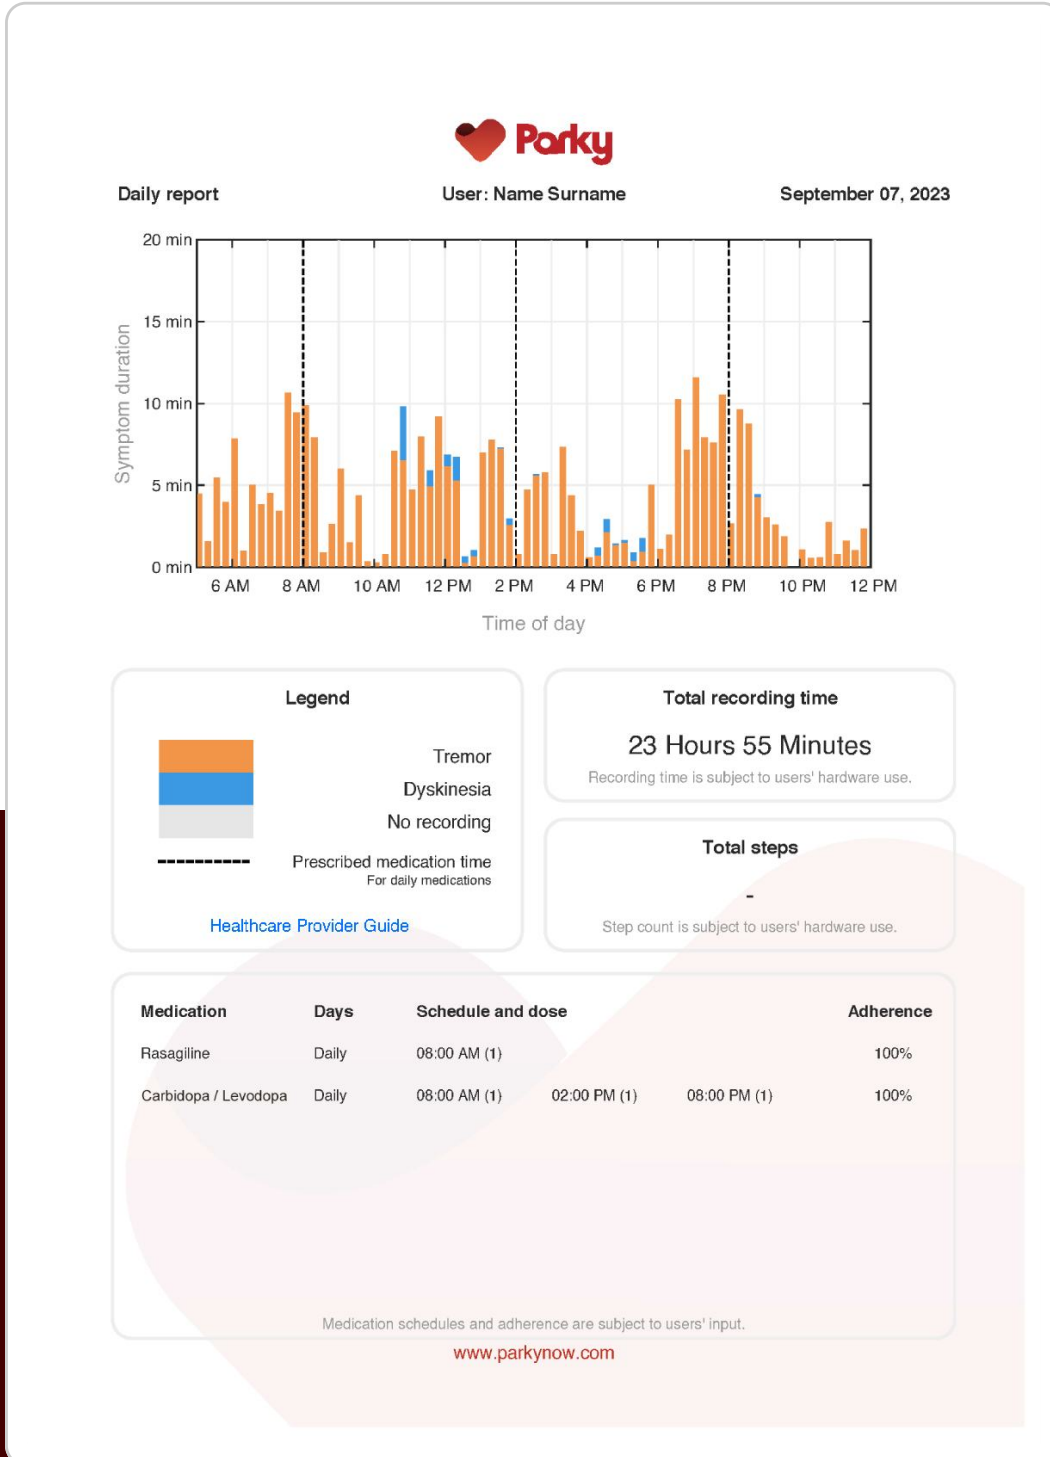 Parky
Daily report User: Name Surname September 07, 2023
20 min
15 min
10 min
5 min
0 min
Symptom duration
6 AM 8 AM 10 AM 12 PM 2 PM 4 PM 6 PM 8 PM 10 PM 12 PM
Time of day
Legend
Tremor
Dyskinesia
No recording
Prescribed medication time
For daily medications
Healthcare Provider Guide
Total recording time
23 Hours 55 Minutes
Recording time is subject to users' hardware use.
Total steps
-
Step count is subject to users' hardware use.
Medication Days Schedule and dose Adherence
Rasagiline Daily 08:00 AM (1) 100%
Carbidopa / Levodopa Daily 08:00 AM (1) 02:00 PM (1) 08:00 PM (1) 100%
Medication schedules and adherence are subject to users' input.
www.parkynow.com